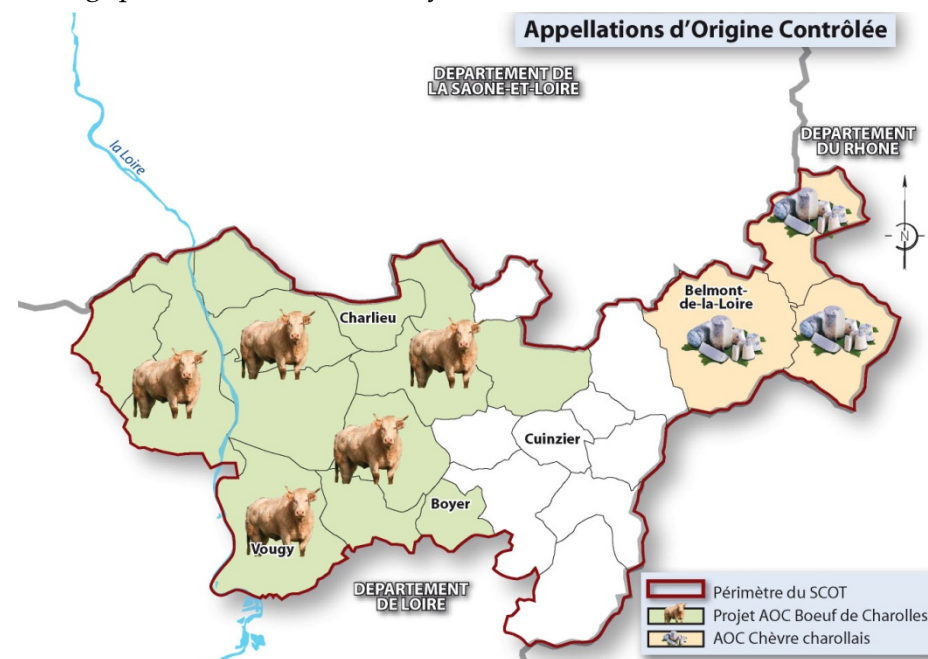 Appellations d'Origine Contrôlée
DEPARTEMENT DE
LA SAONE-ET-LOIRE
DEPARTEMENT
DU RHONE
la Loire
N
Belmont-
de-la-Loire
Charlieu
Cuinzier
Boyer
Vougy
DEPARTEMENT
DE LOIRE
Périmètre du SCOT
Projet AOC Boeuf de Charolles
AOC Chèvre charollais